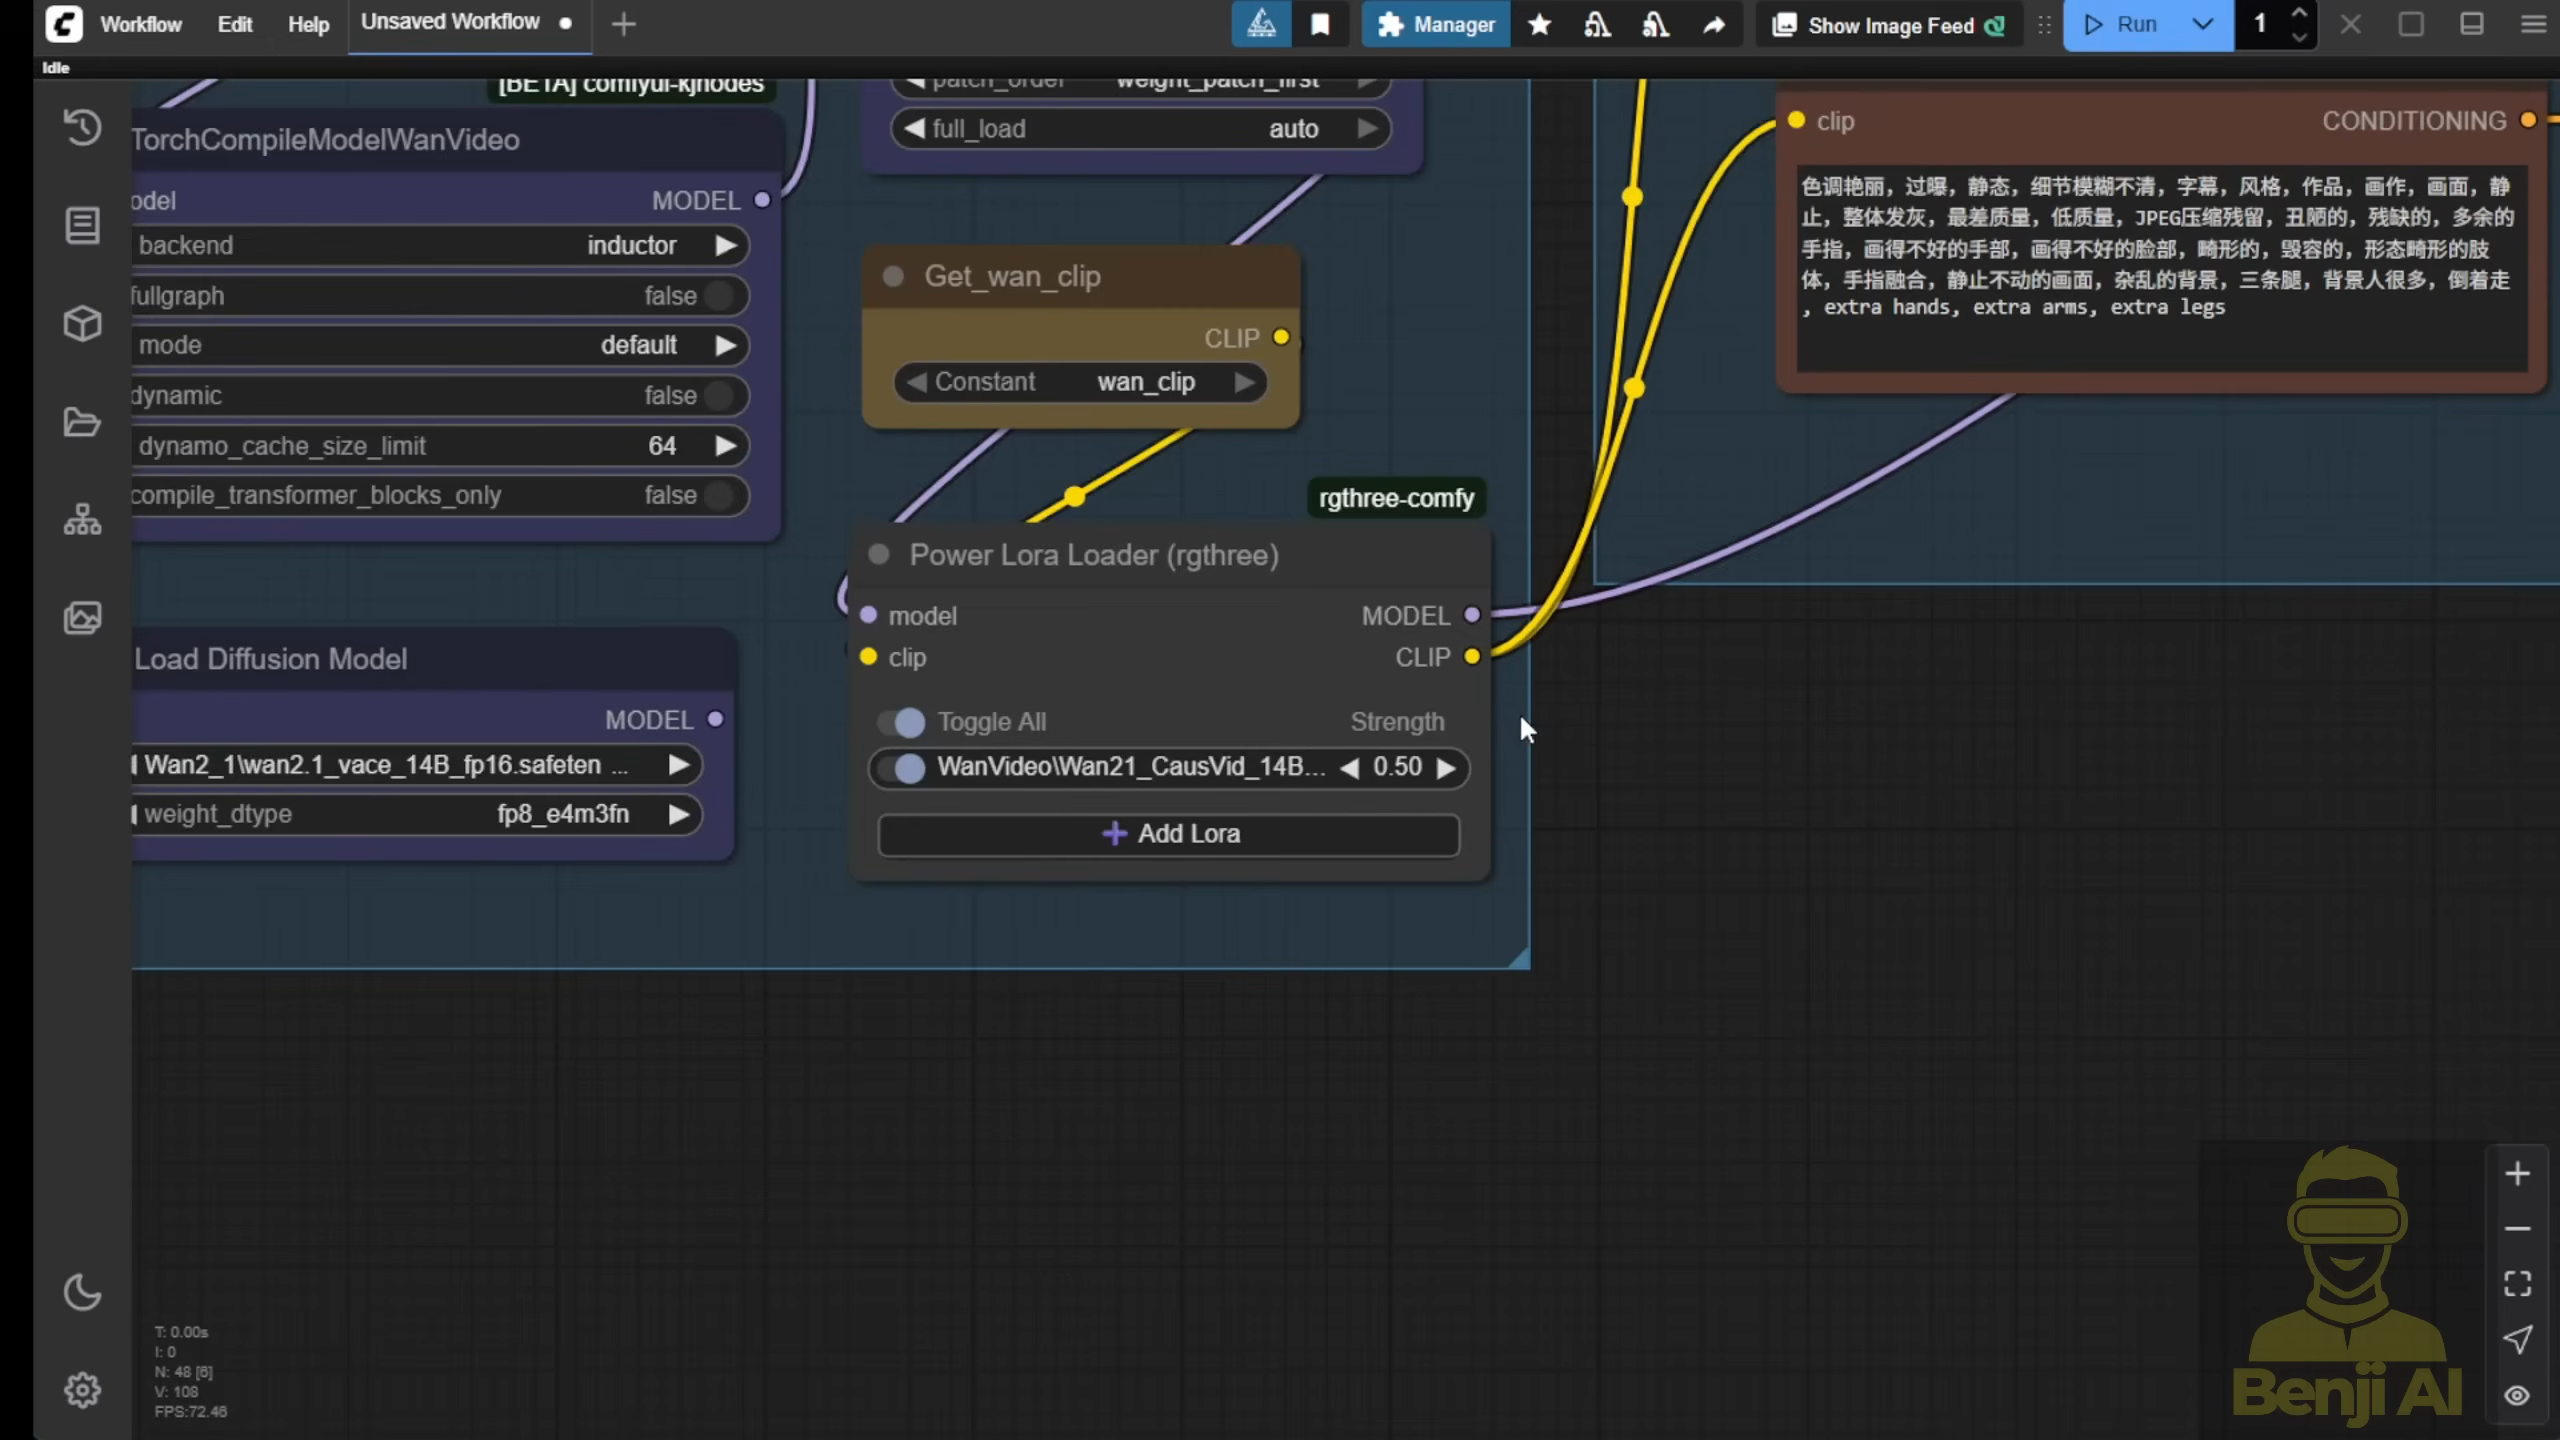 Workflow
Edit
Help
Unsaved Workflow
Manager
Show Image Feed
Run
1
Idle
[BETA] comfyui-kjnodes
TorchCompileModelWanVideo
odel
MODEL
backend
inductor
fullgraph
false
mode
default
dynamic
false
dynamo_cache_size_limit
64
compile_transformer_blocks_only
false
Load Diffusion Model
MODEL
Wan2_1\wan2.1_vace_14B_fp16.safeten ...
weight_dtype
fp8_e4m3fn
patch_order
weight_patch_first
full_load
auto
Get_wan_clip
CLIP
Constant
wan_clip
rgthree-comfy
Power Lora Loader (rgthree)
model
MODEL
clip
CLIP
Toggle All
Strength
WanVideo\Wan21_CausVid_14B...
0.50
Add Lora
clip
CONDITIONING
色调艳丽，过曝，静态，细节模糊不清，字幕，风格，作品，画作，画面，静
止，整体发灰，最差质量，低质量，JPEG压缩残留，丑陋的，残缺的，多余的
手指，画得不好的手部，画得不好的脸部，畸形的，毁容的，形态畸形的肢
体，手指融合，静止不动的画面，杂乱的背景，三条腿，背景人很多，倒着走
, extra hands, extra arms, extra legs
T: 0.00s
I: 0
N: 48 [6]
V: 108
FPS:72.46
Benji AI